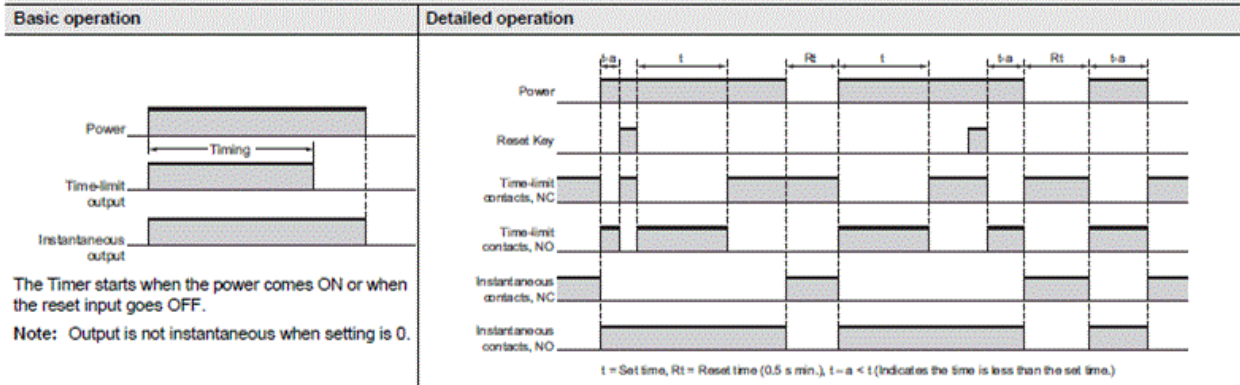 Basic operation
Detailed operation
Power
Timing
Time-limit
output
Instantaneous
output
The Timer starts when the power comes ON or when
the reset input goes OFF.
Note: Output is not instantaneous when setting is 0.
t-a t Rt t t-a Rt t-a
Power
Reset Key
Time-limit
contacts, NC
Time-limit
contacts, NO
Instantaneous
contacts, NC
Instantaneous
contacts, NO
t = Set time, Rt = Reset time (0.5 s min.), t – a < t (Indicates the time is less than the set time.)